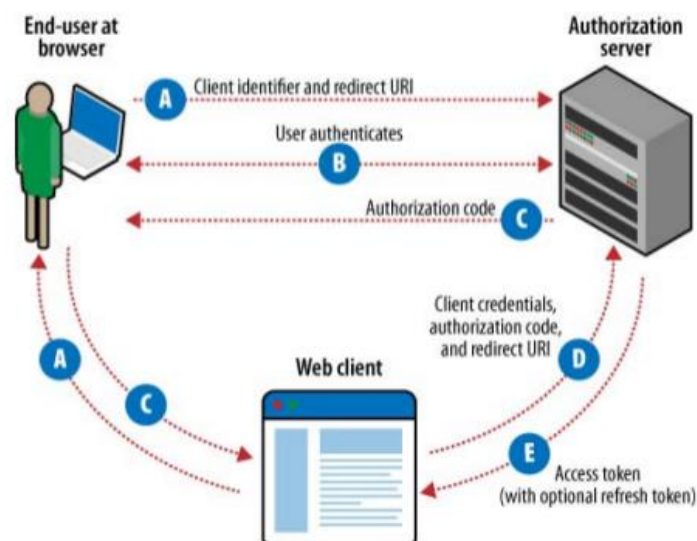 End-user at
browser
Authorization
server
A
Client identifier and redirect URI
User authenticates
B
Authorization code
C
Client credentials,
authorization code,
and redirect URI
D
A
C
Web client
E
Access token
(with optional refresh token)